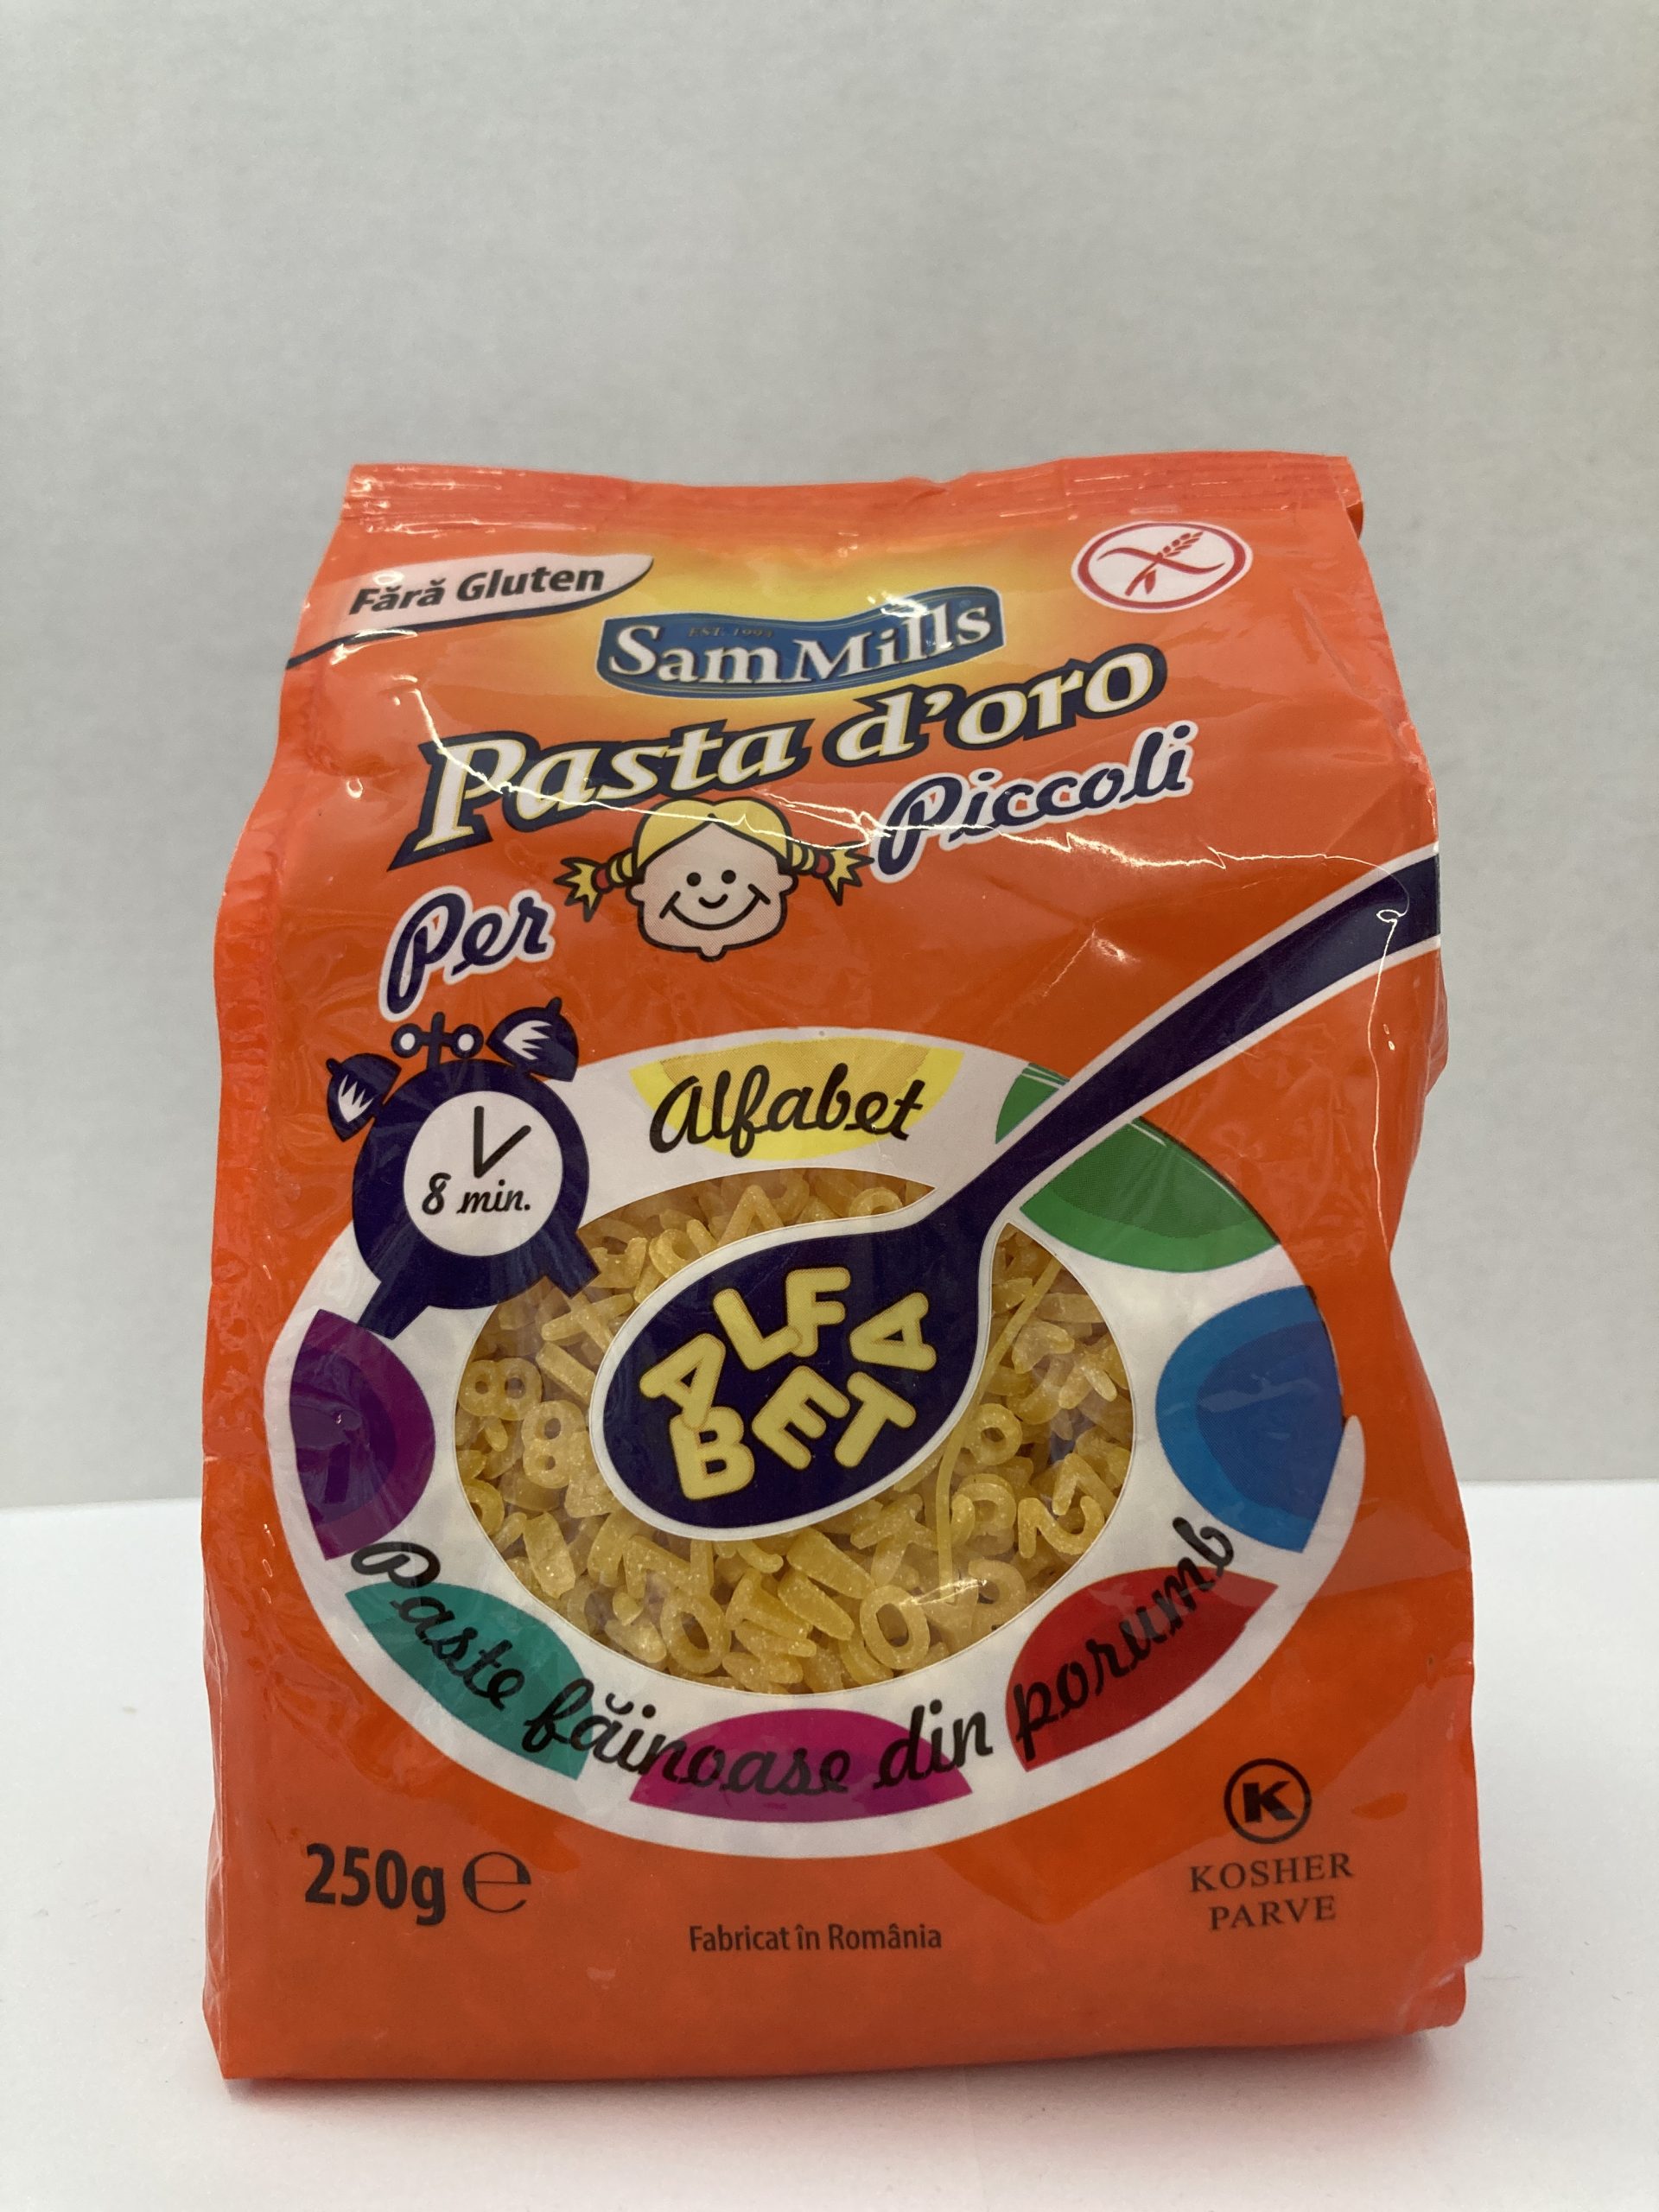 Fără Gluten
EST. 1994
SamMills
Pasta d'oro
Per Piccoli
Alfabet
8 min.
ALFA
BET
Paste făinoase din porumb
250g ℮
K
KOSHER
PARVE
Fabricat în România